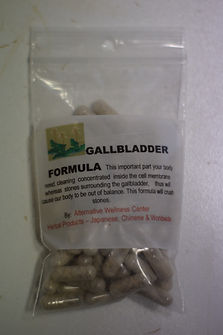 GALLBLADDER
FORMULA This important part your body
need clearing concentrated inside the cell membrane
whereas stones surrounding the gallbladder, thus will
cause our body to be out of balance. This formula will crush
stones.
By: Alternative Wellness Center
Herbal Products – Japanese, Chinese & Worldwide